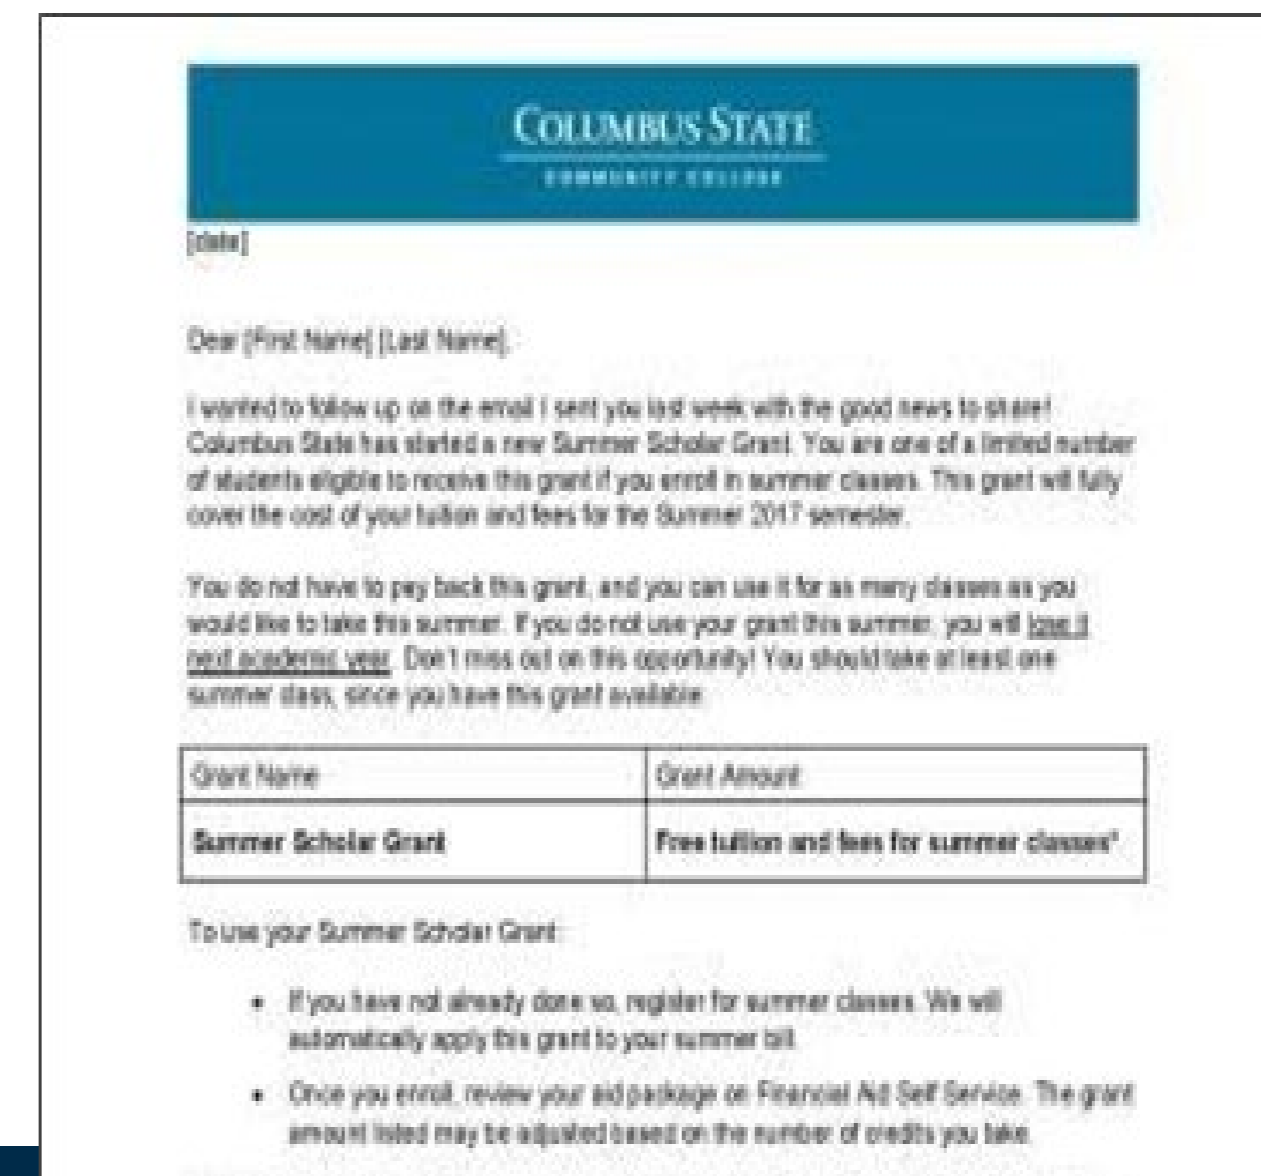 COLUMBUS STATE
COMMUNITY COLLEGE
[date]
Dear [First Name] [Last Name],
I wanted to follow up on the email I sent you last week with the good news to share!
Columbus State has started a new Summer Scholar Grant. You are one of a limited number
of students eligible to receive this grant if you enroll in summer classes. This grant will fully
cover the cost of your tuition and fees for the Summer 2017 semester.
You do not have to pay back this grant, and you can use it for as many classes as you
would like to take this summer. If you do not use your grant this summer, you will lose it
next academic year. Don't miss out on this opportunity! You should take at least one
summer class, since you have this grant available.
Grant Name
Grant Amount
Summer Scholar Grant
Free tuition and fees for summer classes*
To use your Summer Scholar Grant:
• If you have not already done so, register for summer classes. We will
automatically apply this grant to your summer bill.
• Once you enroll, review your aid package on Financial Aid Self Service. The grant
amount listed may be adjusted based on the number of credits you take.